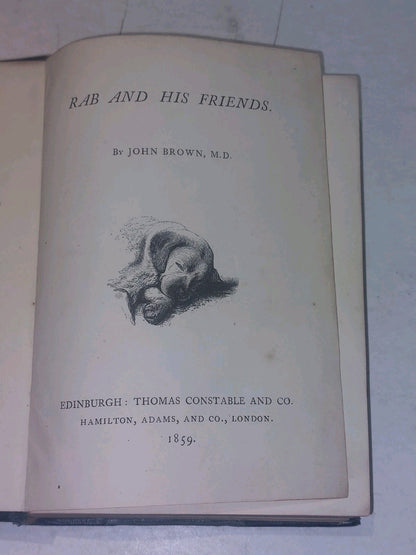 RAB AND HIS FRIENDS.
BY JOHN BROWN, M.D.
EDINBURGH: THOMAS CONSTABLE AND CO.
HAMILTON, ADAMS, AND CO., LONDON.
1859.